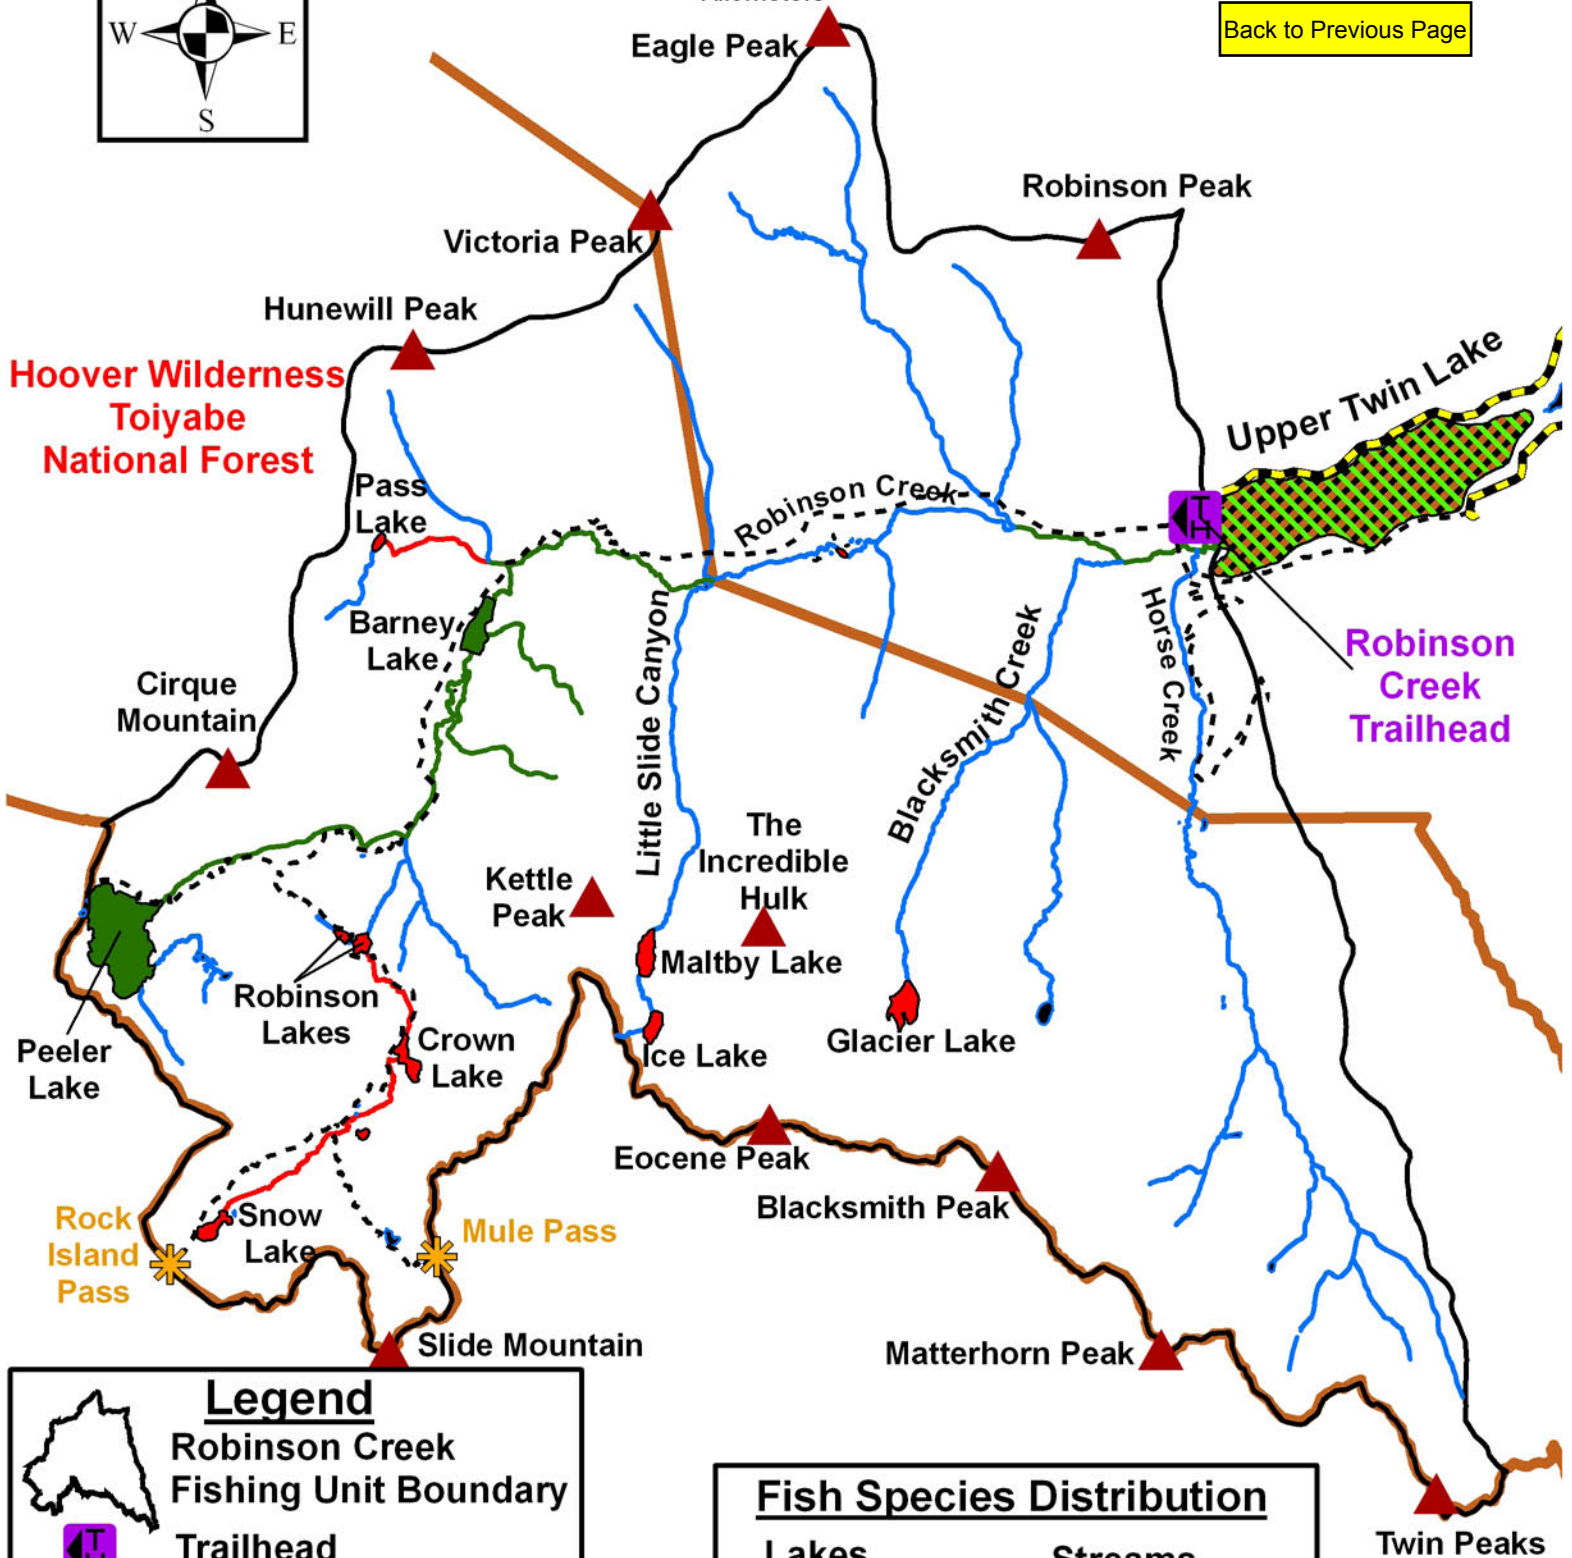 Back to Previous Page
W
E
S
Eagle Peak
Robinson Peak
Victoria Peak
Hunewill Peak
Hoover Wilderness
Toiyabe
National Forest
Upper Twin Lake
Pass
Lake
Robinson Creek
TH
Barney
Lake
Little Slide Canyon
Blacksmith Creek
Horse Creek
Robinson
Creek
Trailhead
Cirque
Mountain
The
Incredible
Hulk
Kettle
Peak
Maltby Lake
Robinson
Lakes
Peeler
Lake
Crown
Lake
Ice Lake
Glacier Lake
Eocene Peak
Blacksmith Peak
Rock
Island
Pass
Snow
Lake
Mule Pass
Slide Mountain
Matterhorn Peak
Twin Peaks
Legend
Robinson Creek
Fishing Unit Boundary
Trailhead
Fish Species Distribution
Lakes
Streams